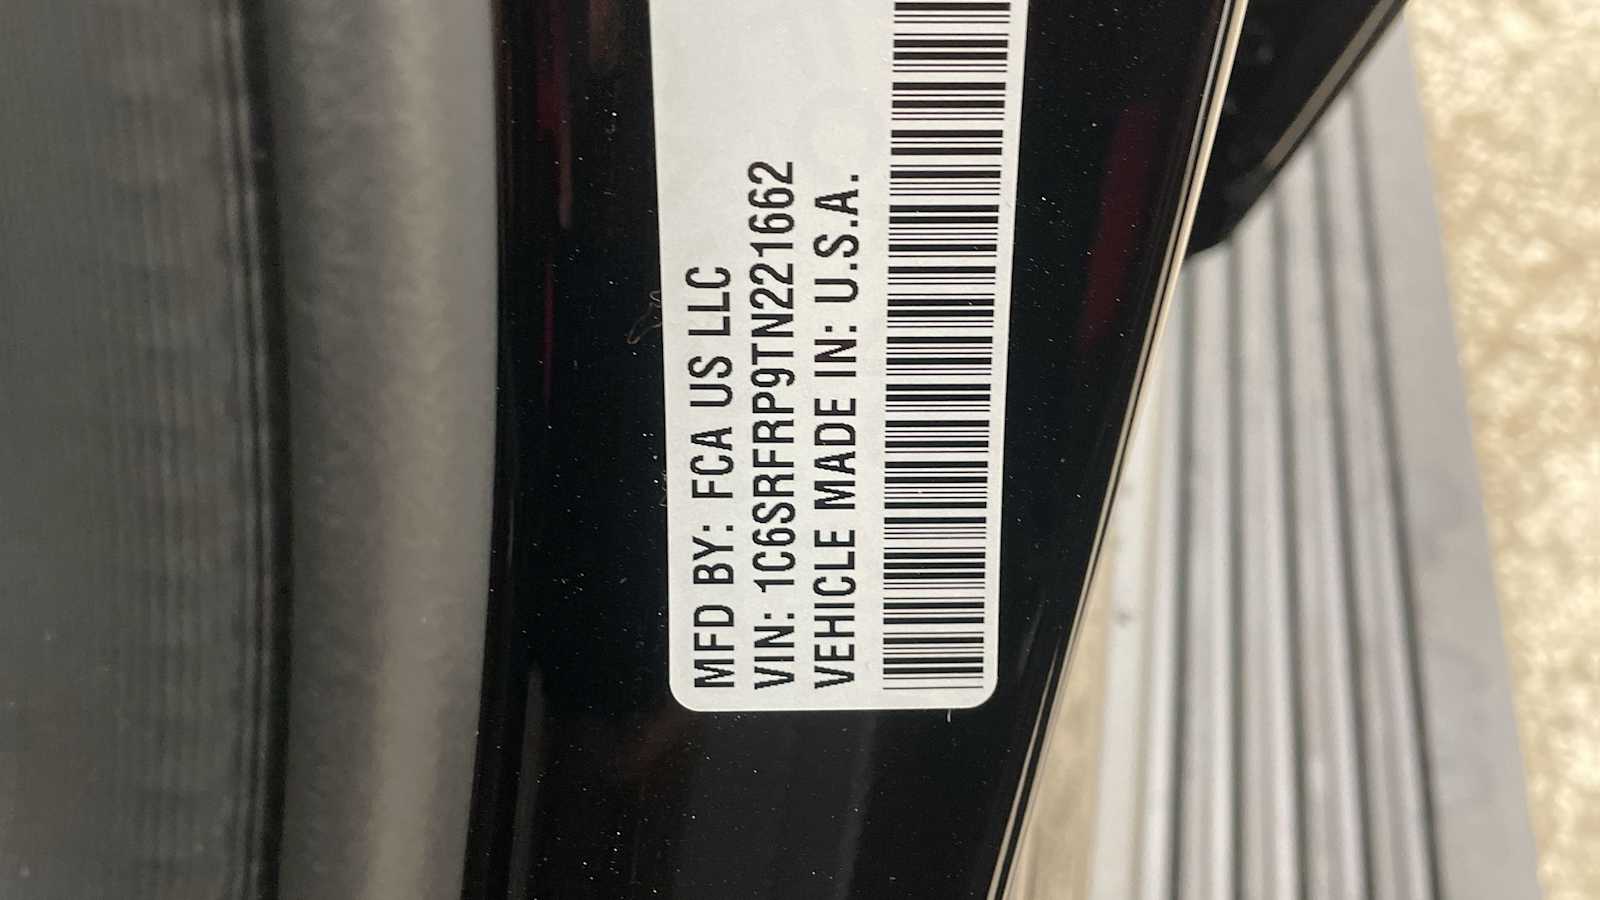 MFD BY: FCA US LLC
VIN: 1C6SRFRP9TN221662
VEHICLE MADE IN: U.S.A.